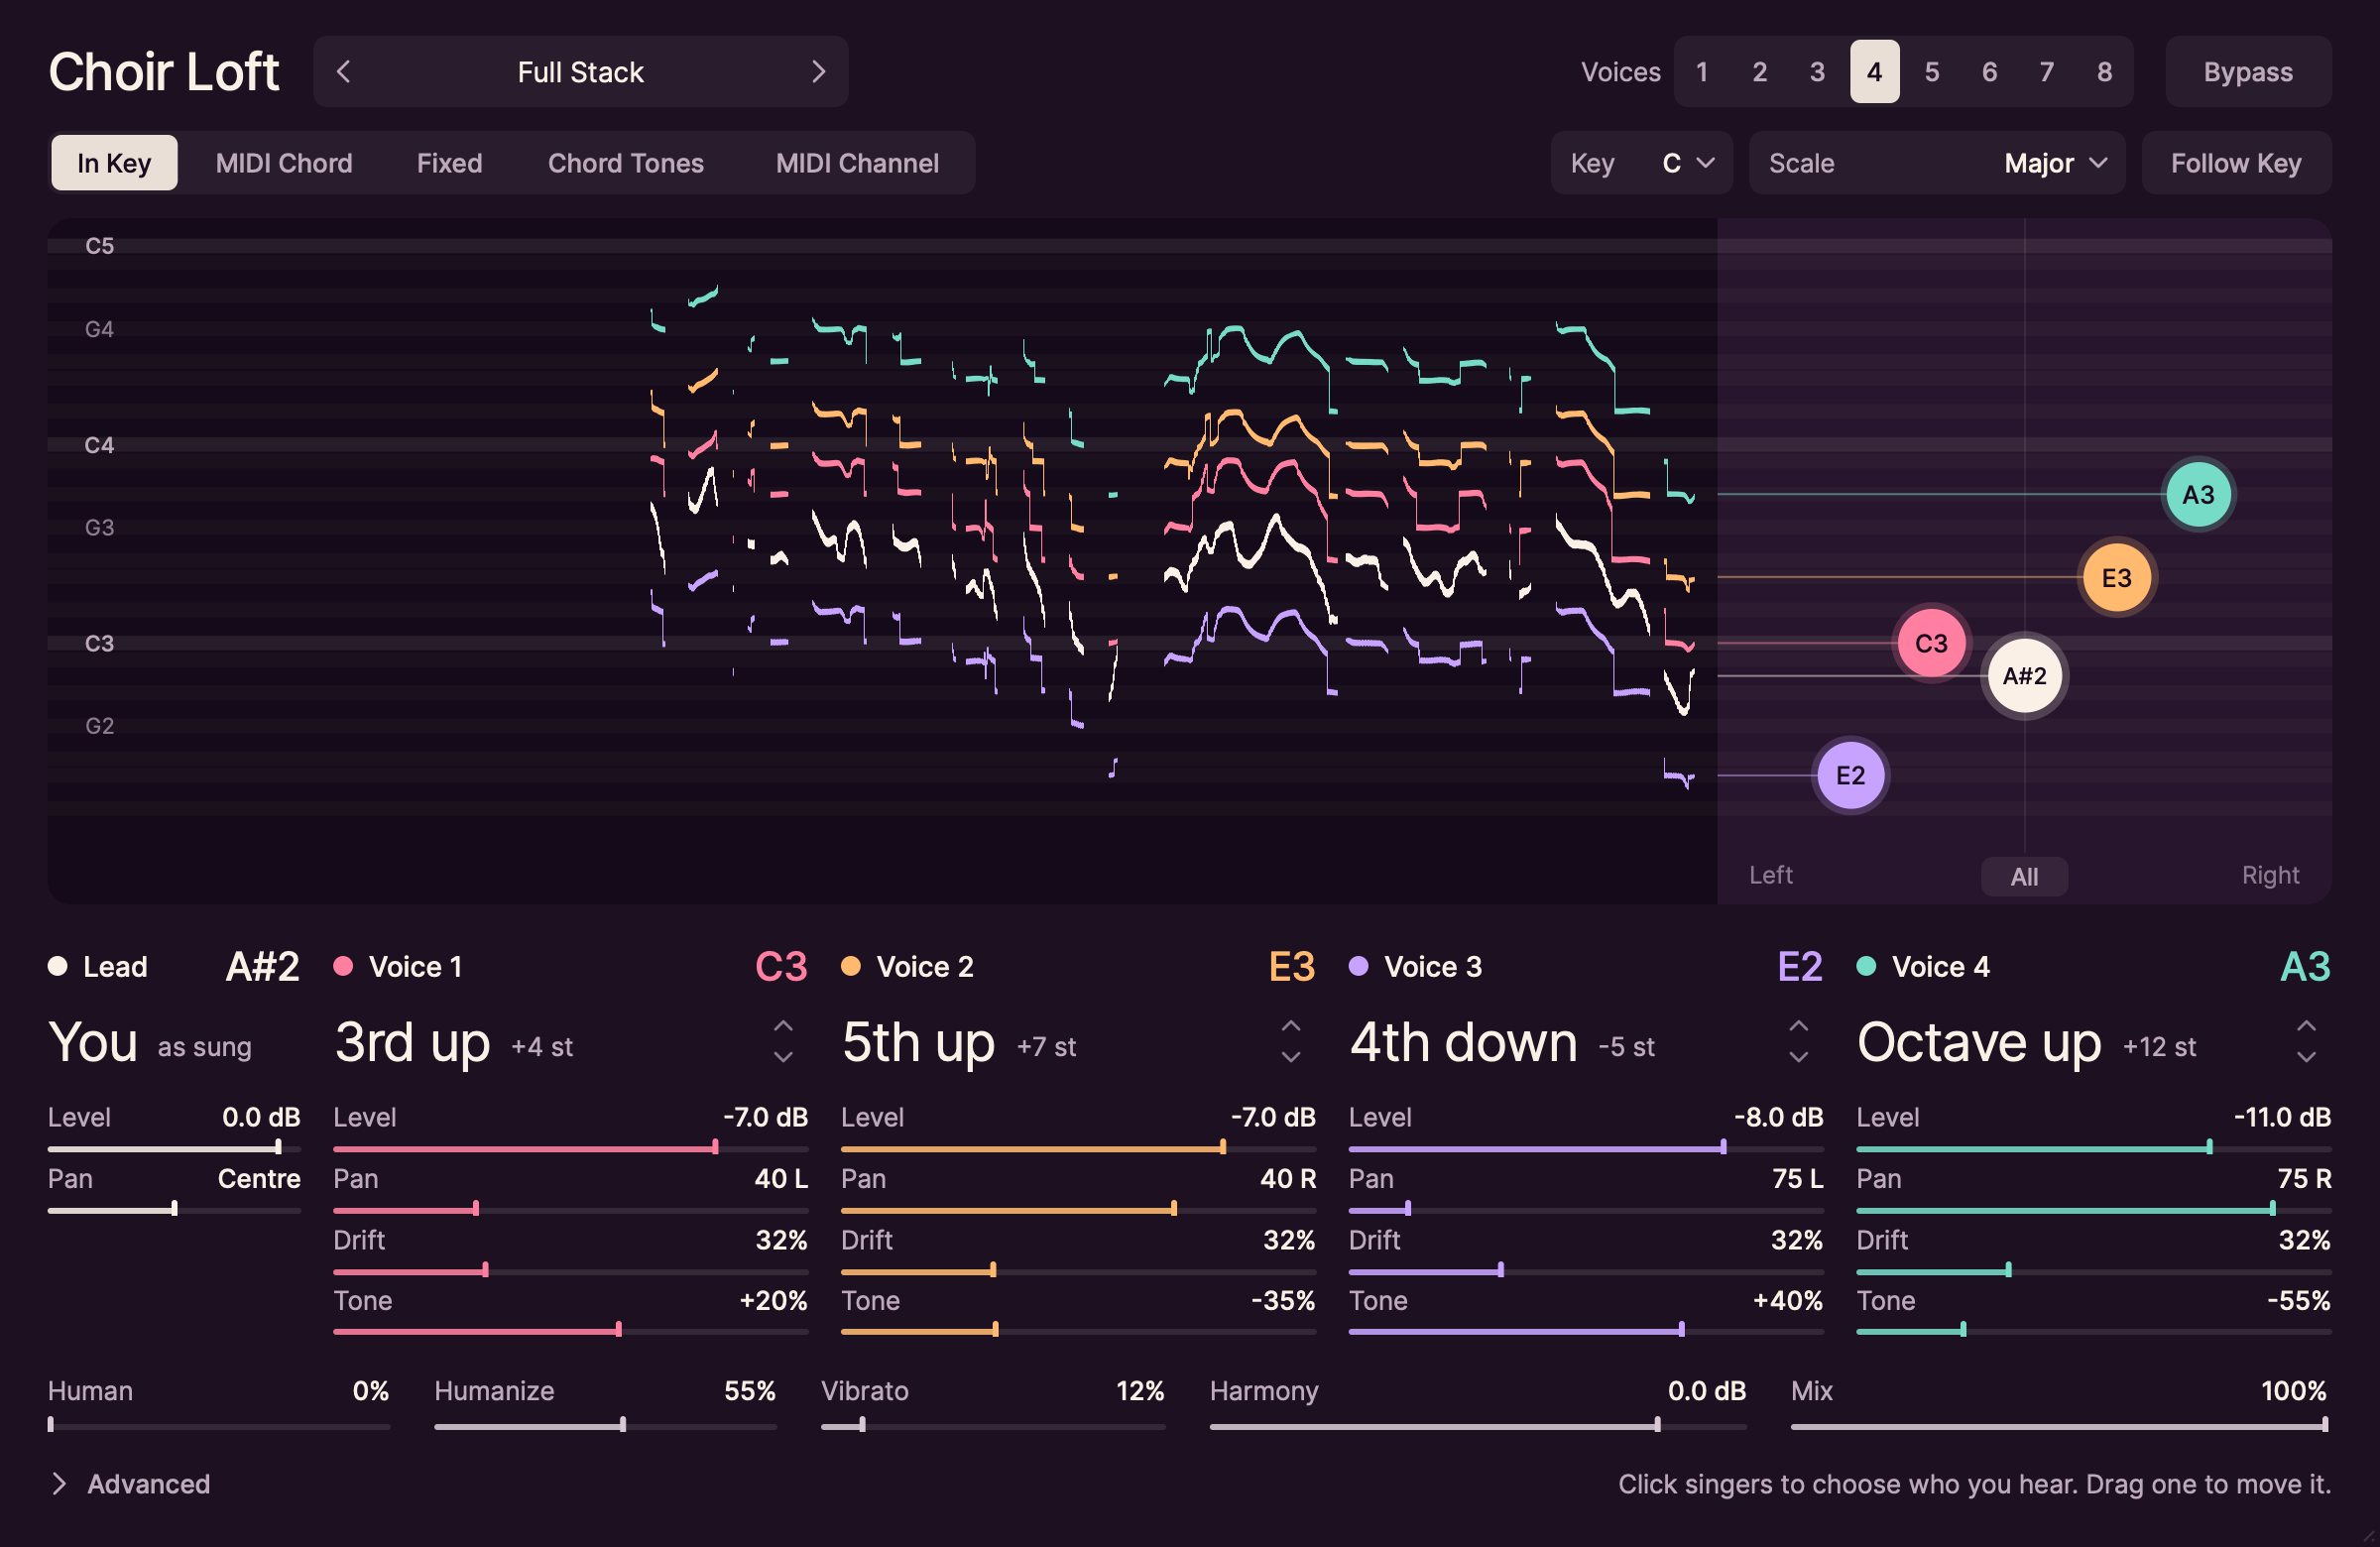 Choir Loft
Full Stack
Voices 1 2 3 4 5 6 7 8
Bypass
In Key MIDI Chord Fixed Chord Tones MIDI Channel
Key C
Scale Major
Follow Key
C5
G4
C4
G3
C3
G2
A3
E3
C3
A#2
E2
Left All Right
Lead A#2
You as sung
Level 0.0 dB
Pan Centre
Voice 1 C3
3rd up +4 st
Level -7.0 dB
Pan 40 L
Drift 32%
Tone +20%
Voice 2 E3
5th up +7 st
Level -7.0 dB
Pan 40 R
Drift 32%
Tone -35%
Voice 3 E2
4th down -5 st
Level -8.0 dB
Pan 75 L
Drift 32%
Tone +40%
Voice 4 A3
Octave up +12 st
Level -11.0 dB
Pan 75 R
Drift 32%
Tone -55%
Human 0%
Humanize 55%
Vibrato 12%
Harmony 0.0 dB
Mix 100%
Advanced
Click singers to choose who you hear. Drag one to move it.